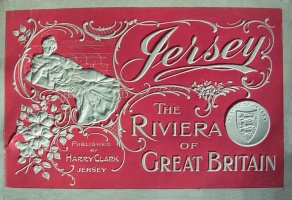 Jersey
THE
RIVIERA
OF
GREAT BRITAIN
PUBLISHED
BY
HARRY CLARK
JERSEY